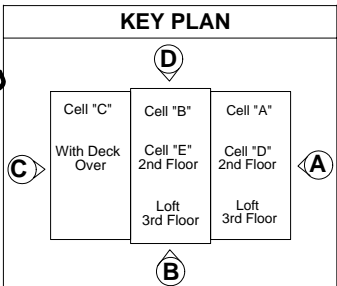 KEY PLAN
D
Cell "C"
With Deck
Over
Cell "B"
Cell "E"
2nd Floor
Loft
3rd Floor
Cell "A"
Cell "D"
2nd Floor
Loft
3rd Floor
C
A
B